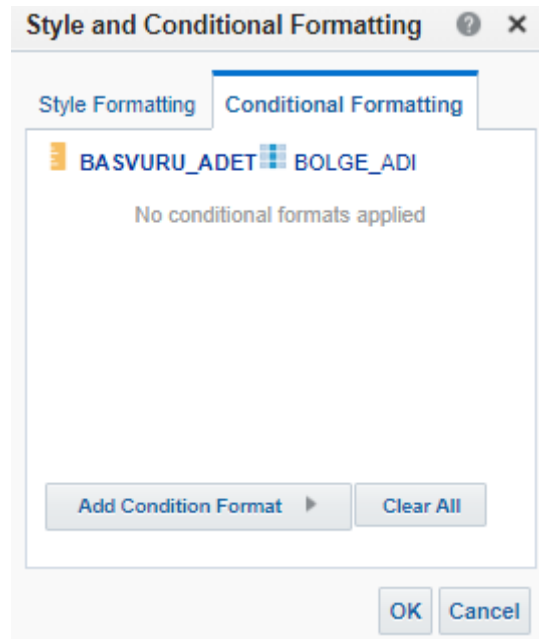 Style and Conditional Formatting
Style Formatting Conditional Formatting
BASVURU_ADET BOLGE_ADI
No conditional formats applied
Add Condition Format Clear All
OK Cancel